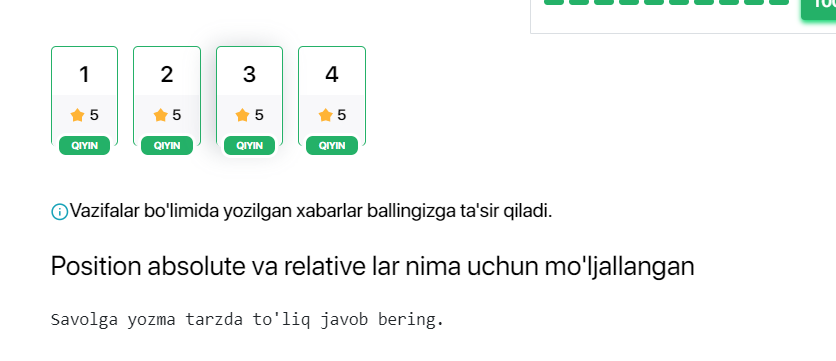 1 2 3 4
5 5 5 5
QIYIN QIYIN QIYIN QIYIN
Vazifalar bo'limida yozilgan xabarlar ballingizga ta'sir qiladi.
Position absolute va relative lar nima uchun mo'ljallangan
Savolga yozma tarzda to'liq javob bering.